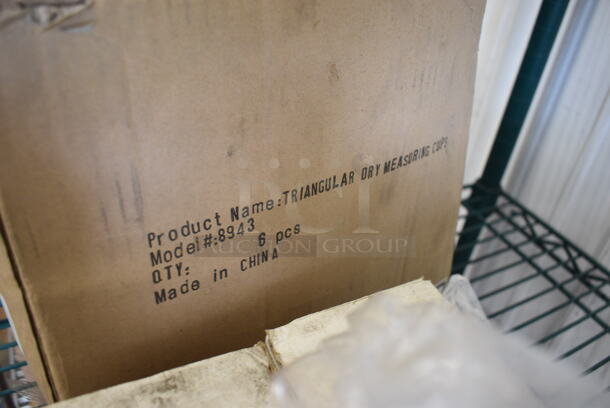 Product Name:TRIANGULAR DRY MEASURING CUPS
Model#:8943
QTY: 6 pcs
Made in CHINA
AUCTION GROUP